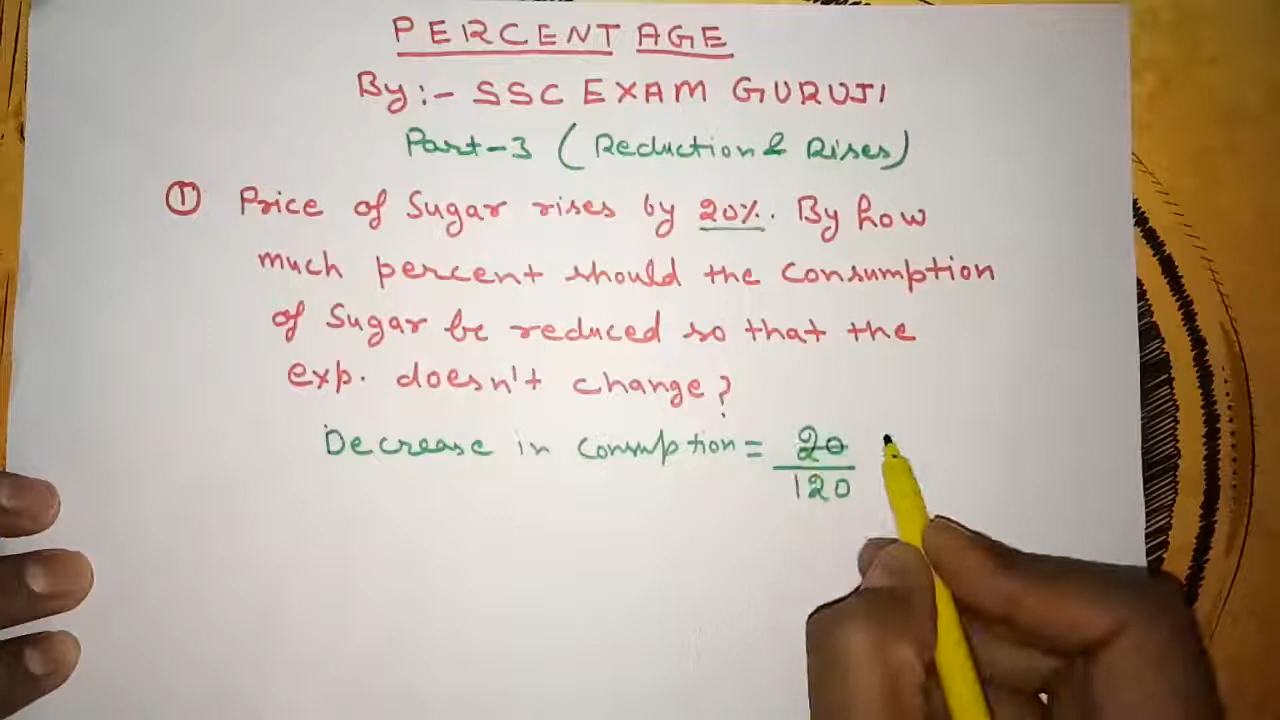 PERCENTAGE
By:- SSC EXAM GURUJI
Part-3 (Reduction & Rises)
① Price of Sugar rises by 20%. By how
much percent should the consumption
of Sugar be reduced so that the
exp. doesn't change?
Decrease in Conumption = 20
120